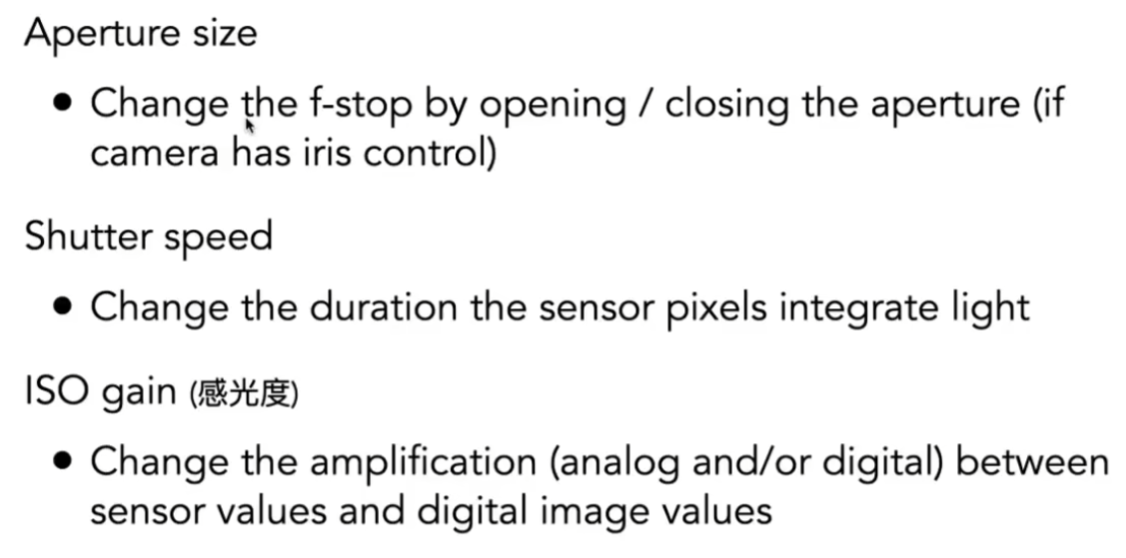 Aperture size
• Change the f-stop by opening / closing the aperture (if
camera has iris control)
Shutter speed
• Change the duration the sensor pixels integrate light
ISO gain (感光度)
• Change the amplification (analog and/or digital) between
sensor values and digital image values